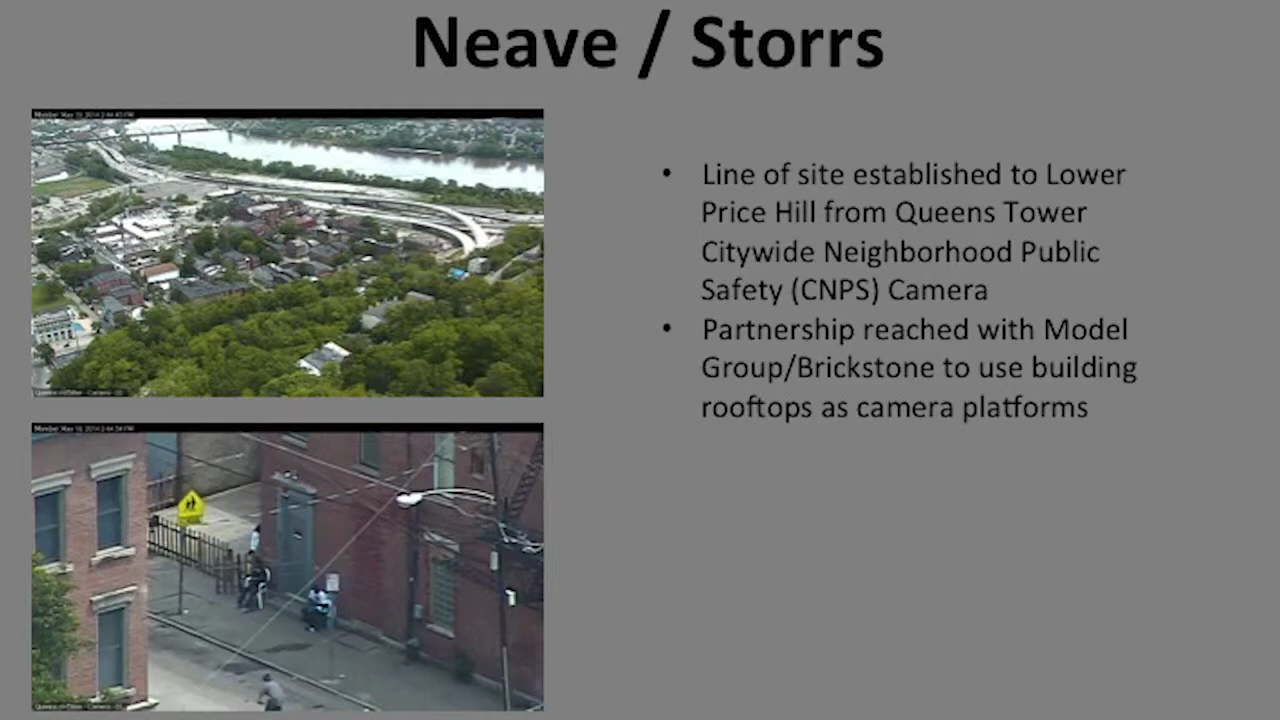 Neave / Storrs
Line of site established to Lower
Price Hill from Queens Tower
Citywide Neighborhood Public
Safety (CNPS) Camera
Partnership reached with Model
Group/Brickstone to use building
rooftops as camera platforms